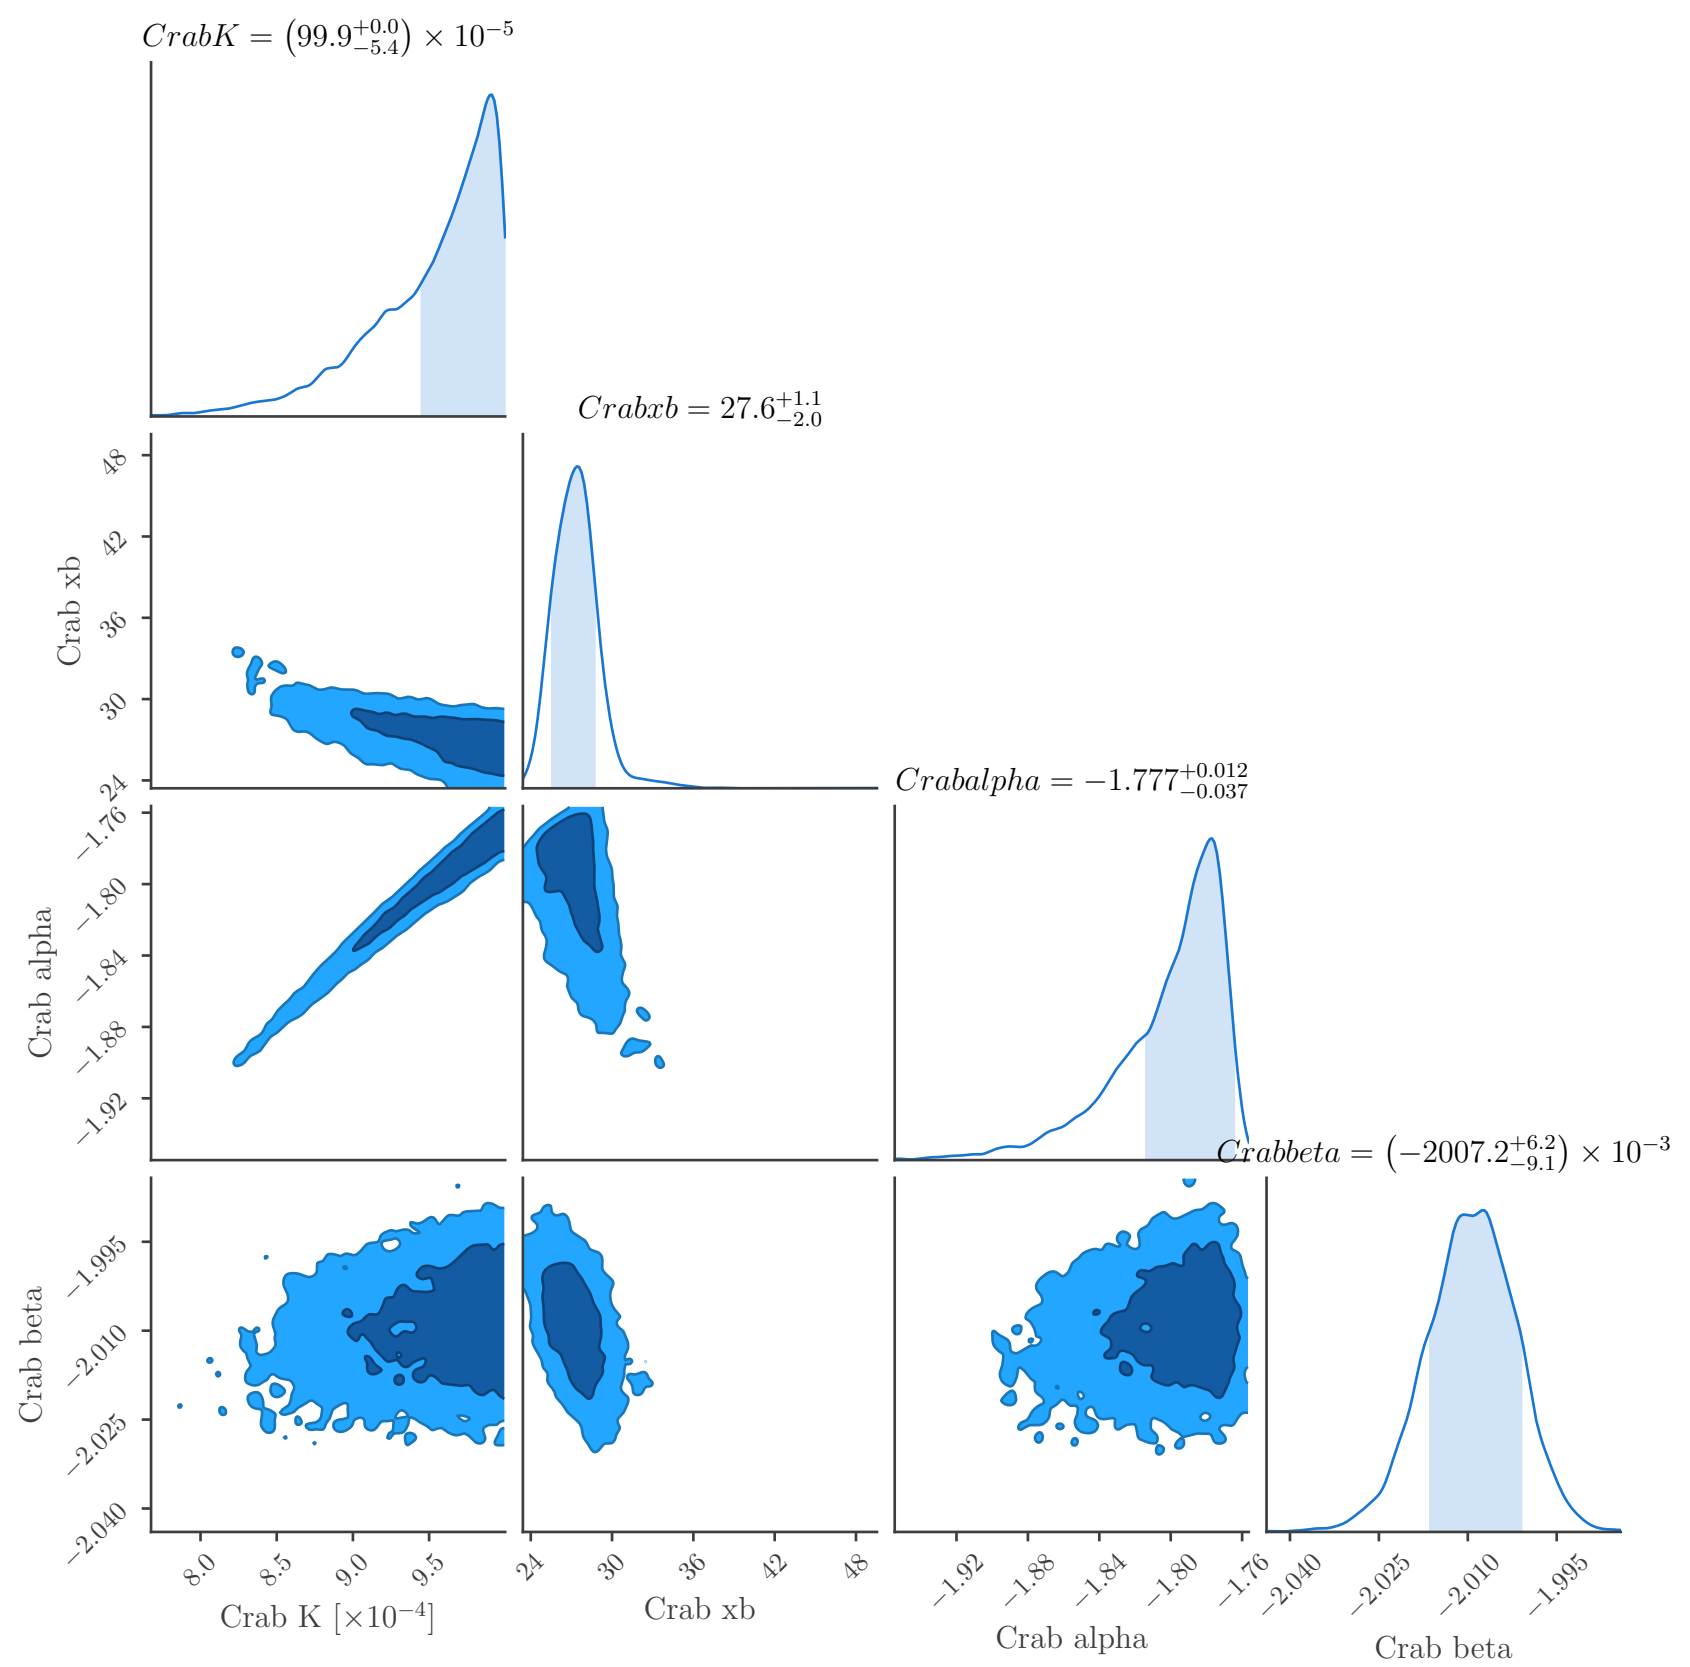 CrabK = (99.9^{+0.0}_{-5.4}) × 10^{-5}
Crabxb = 27.6^{+1.1}_{-2.0}
48
42
36
30
24
Crab xb
Crabalpha = −1.777^{+0.012}_{-0.037}
−1.76
−1.80
−1.84
−1.88
−1.92
Crab alpha
Crabbeta = (−2007.2^{+6.2}_{-9.1}) × 10^{-3}
−1.995
−2.010
−2.025
−2.040
Crab beta
8.0 8.5 9.0 9.5
Crab K [×10^{−4}]
24 30 36 42 48
Crab xb
−1.92 −1.88 −1.84 −1.80 −1.76
Crab alpha
−2.040 −2.025 −2.010 −1.995
Crab beta